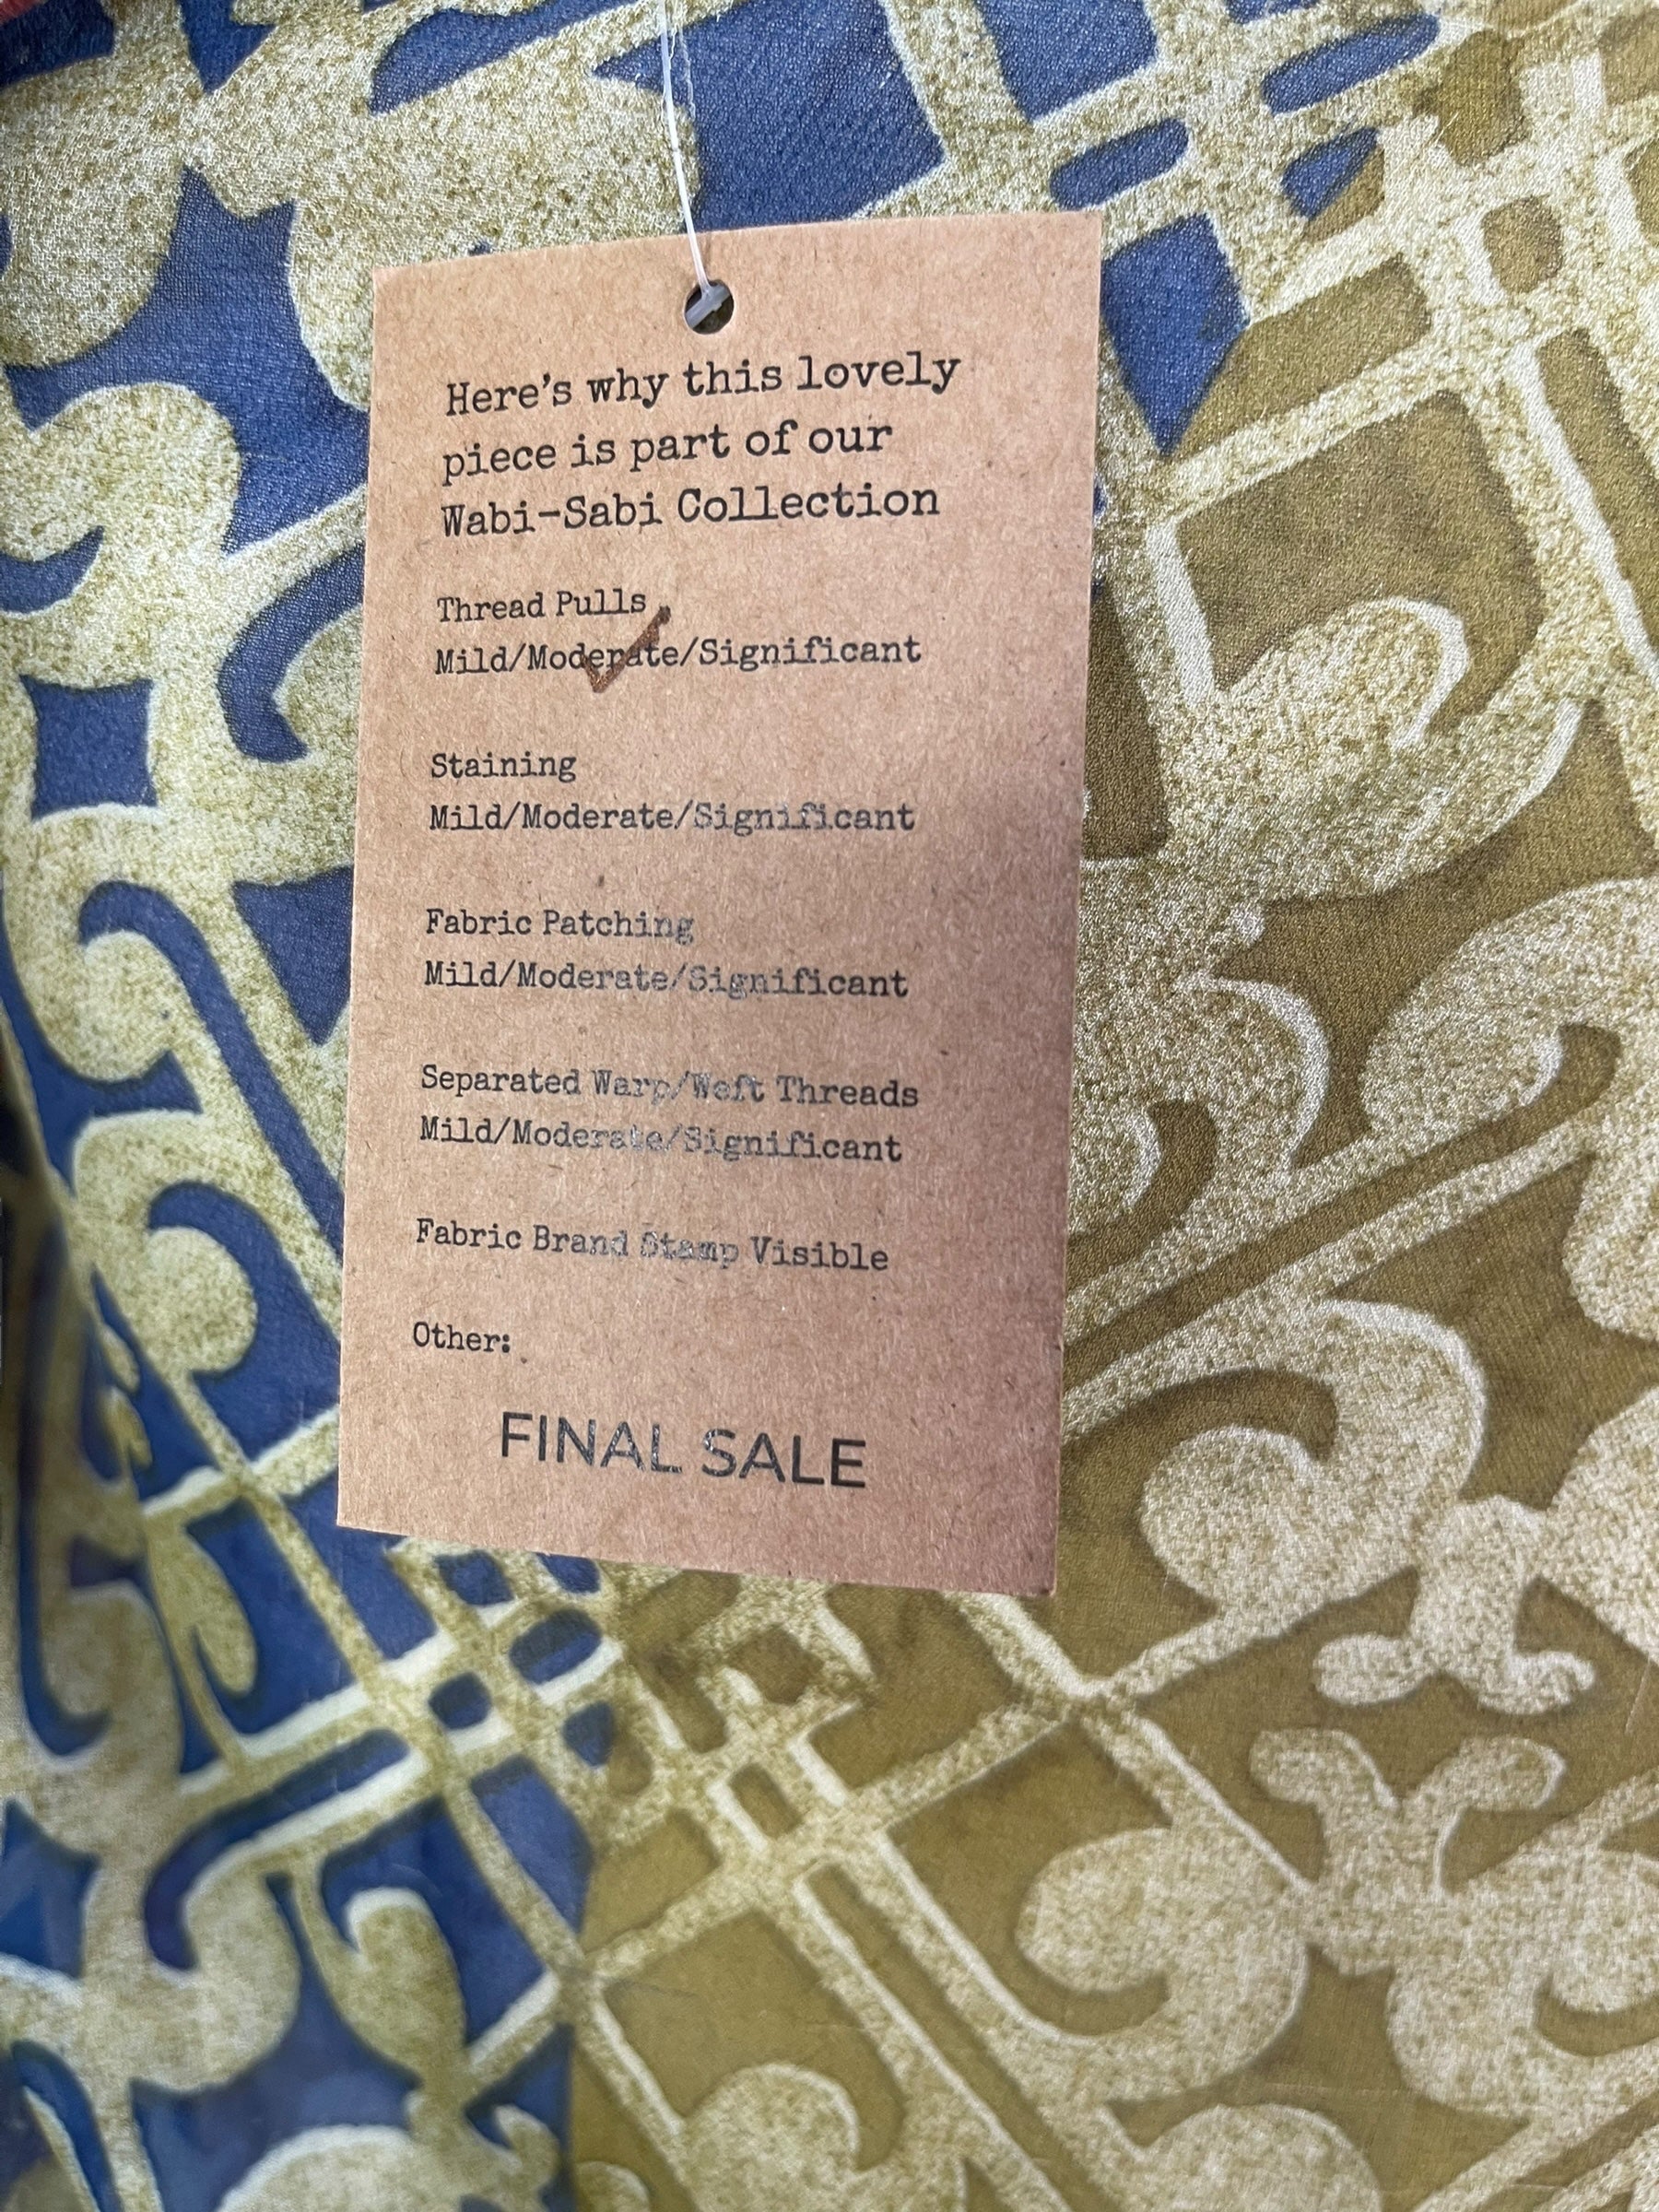 Here's why this lovely
piece is part of our
Wabi-Sabi Collection
Thread Pulls
Mild/Moderate/Significant
Staining
Mild/Moderate/Significant
Fabric Patching
Mild/Moderate/Significant
Separated Warp/Weft Threads
Mild/Moderate/Significant
Fabric Brand Stamp Visible
Other:
FINAL SALE